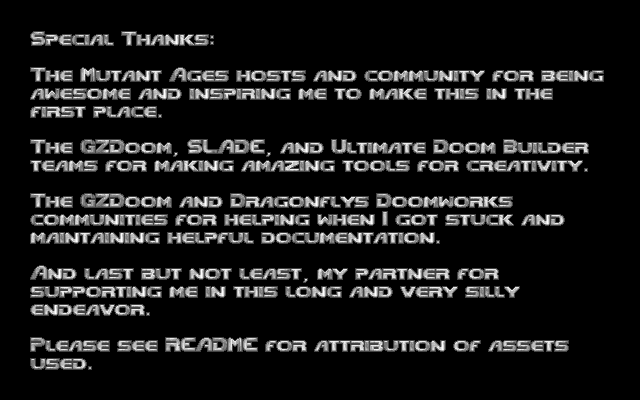 Special Thanks:
The Mutant Ages hosts and community for being
awesome and inspiring me to make this in the
first place.
The GZDoom, SLADE, and Ultimate Doom Builder
teams for making amazing tools for creativity.
The GZDoom and Dragonflys Doomworks
communities for helping when I got stuck and
maintaining helpful documentation.
And last but not least, my partner for
supporting me in this long and very silly
endeavor.
Please see README for attribution of assets
used.